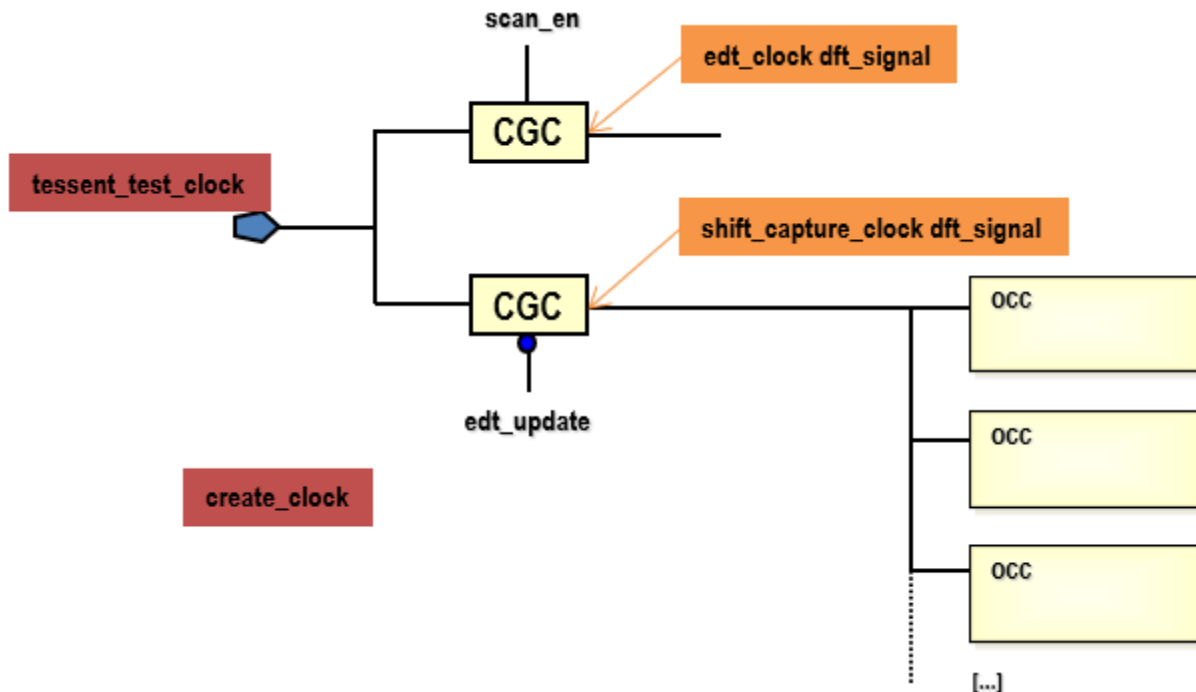 scan_en
edt_clock dft_signal
CGC
tessent_test_clock
shift_capture_clock dft_signal
CGC
OCC
edt_update
OCC
create_clock
OCC
[...]